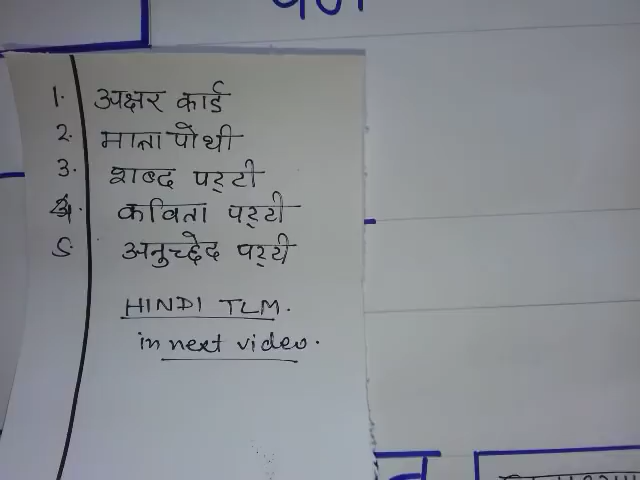 1. अक्षर कार्ड
2. मात्रा पोथी
3. शब्द पट्टी
4. कविता पट्टी
5. अनुच्छेद पट्टी
HINDI TLM.
in next video.